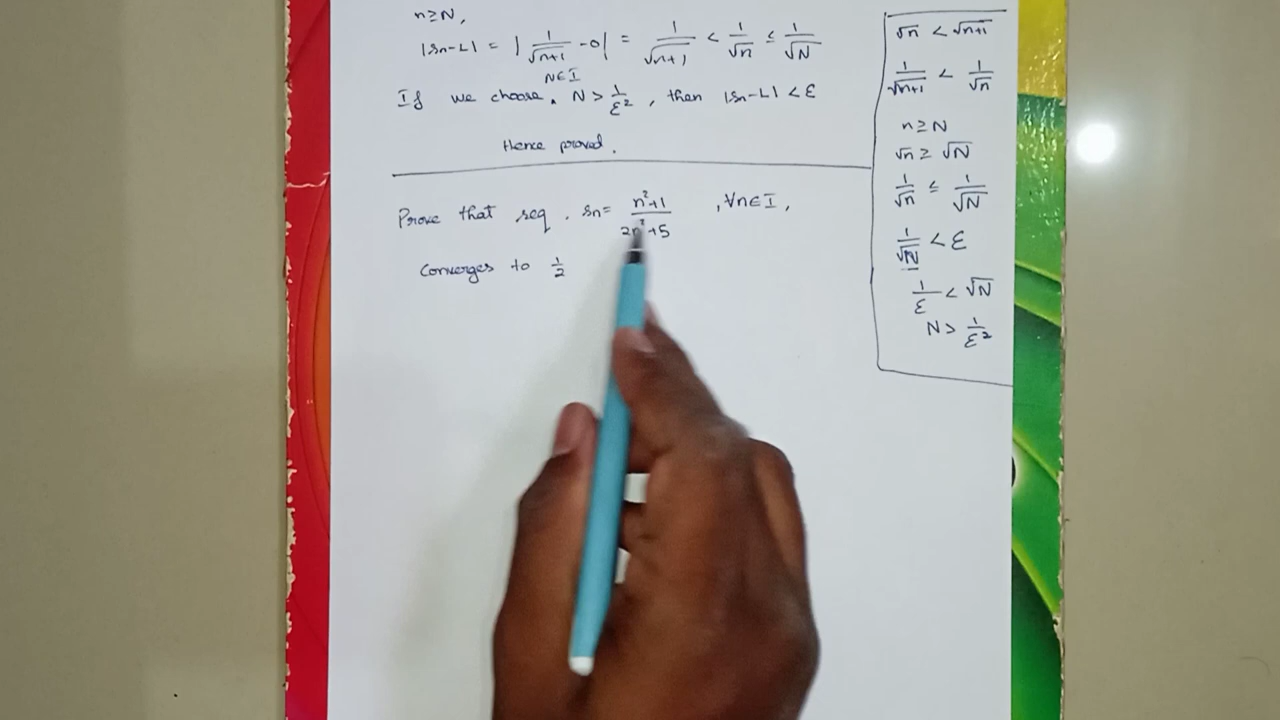 n≥N,
|sn-L| = |1/√(n+1) -0| = 1/√(n+1) < 1/√n ≤ 1/√N
N∈I
If we choose N > 1/ε², then |sn-L| < ε
Hence proved.
Prove that seq. sn = (n²+1)/(2n²+5) , ∀n∈I,
Converges to 1/2
√n < √(n+1)
1/√(n+1) < 1/√n
n≥N
√n ≥ √N
1/√n ≤ 1/√N
1/√N < ε
1/ε < √N
N > 1/ε²